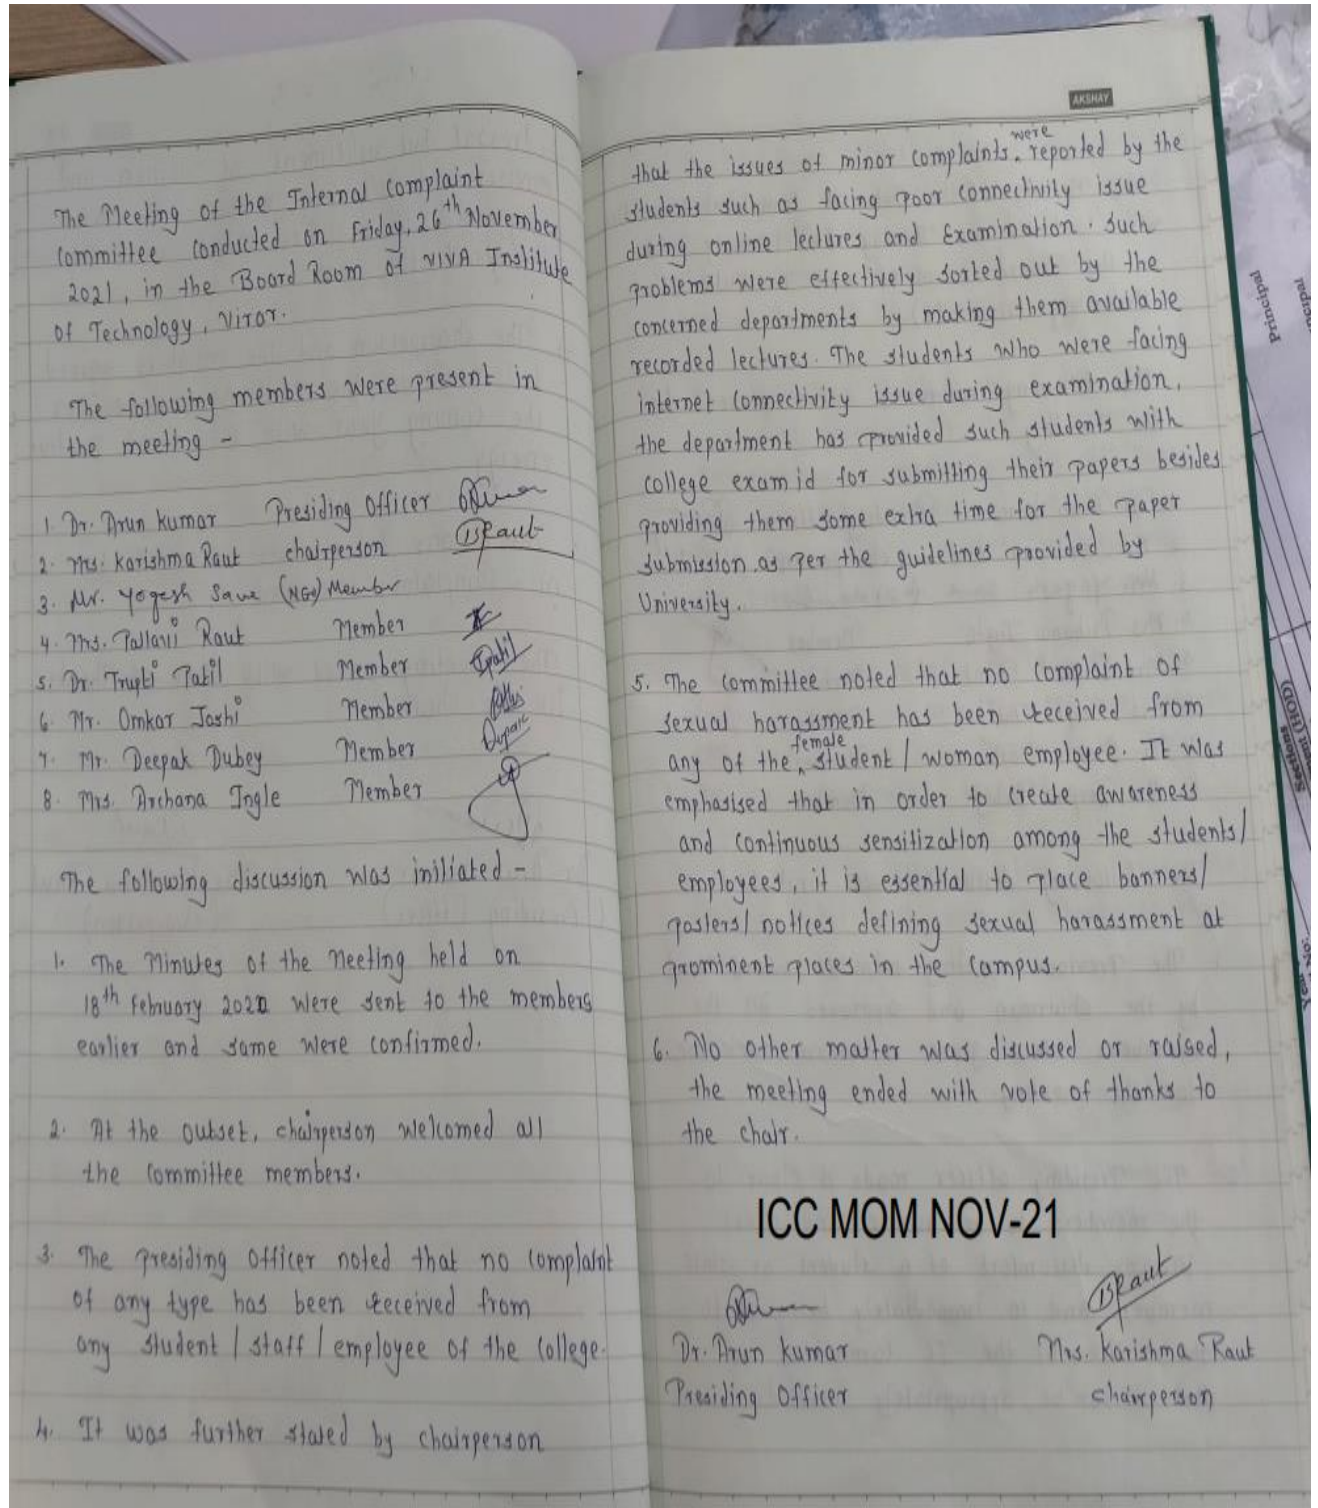 The Meeting of the Internal complaint
committee conducted on Friday, 26th November
2021, in the Board Room of VIVA Institute
of Technology, Virar.
The following members were present in
the meeting -
1. Dr. Arun Kumar Presiding Officer
2. Mrs. Karishma Raut chairperson BRaut
3. Mr. Yogesh Save (NGO) Member
4. Mrs. Pallavi Raut Member
5. Dr. Trupti Patil Member Tpatil
6. Mr. Omkar Joshi Member
7. Mr. Deepak Dubey Member
8. Mrs. Archana Ingle Member
The following discussion was initiated -
1. The Minutes of the Meeting held on
18th February 2021 were sent to the members
earlier and same were confirmed.
2. At the outset, chairperson welcomed all
the committee members.
3. The presiding officer noted that no complaint
of any type has been received from
any student / staff / employee of the college.
4. It was further stated by chairperson
AKSHAY
that the issues of minor complaints were reported by the
students such as facing poor connectivity issue
during online lectures and Examination. Such
problems were effectively sorted out by the
concerned departments by making them available
recorded lectures. The students who were facing
internet connectivity issue during examination,
the department has provided such students with
college exam id for submitting their papers besides
providing them some extra time for the paper
submission as per the guidelines provided by
University.
5. The committee noted that no complaint of
sexual harassment has been received from
any of the female student / woman employee. It was
emphasised that in order to create awareness
and continuous sensitization among the students/
employees, it is essential to place banners/
posters/ notices defining sexual harassment at
prominent places in the campus.
6. No other matter was discussed or raised,
the meeting ended with vote of thanks to
the chair.
ICC MOM NOV-21
BRaut
Dr. Arun Kumar Mrs. Karishma Raut
Presiding Officer chairperson
Principal
Sections